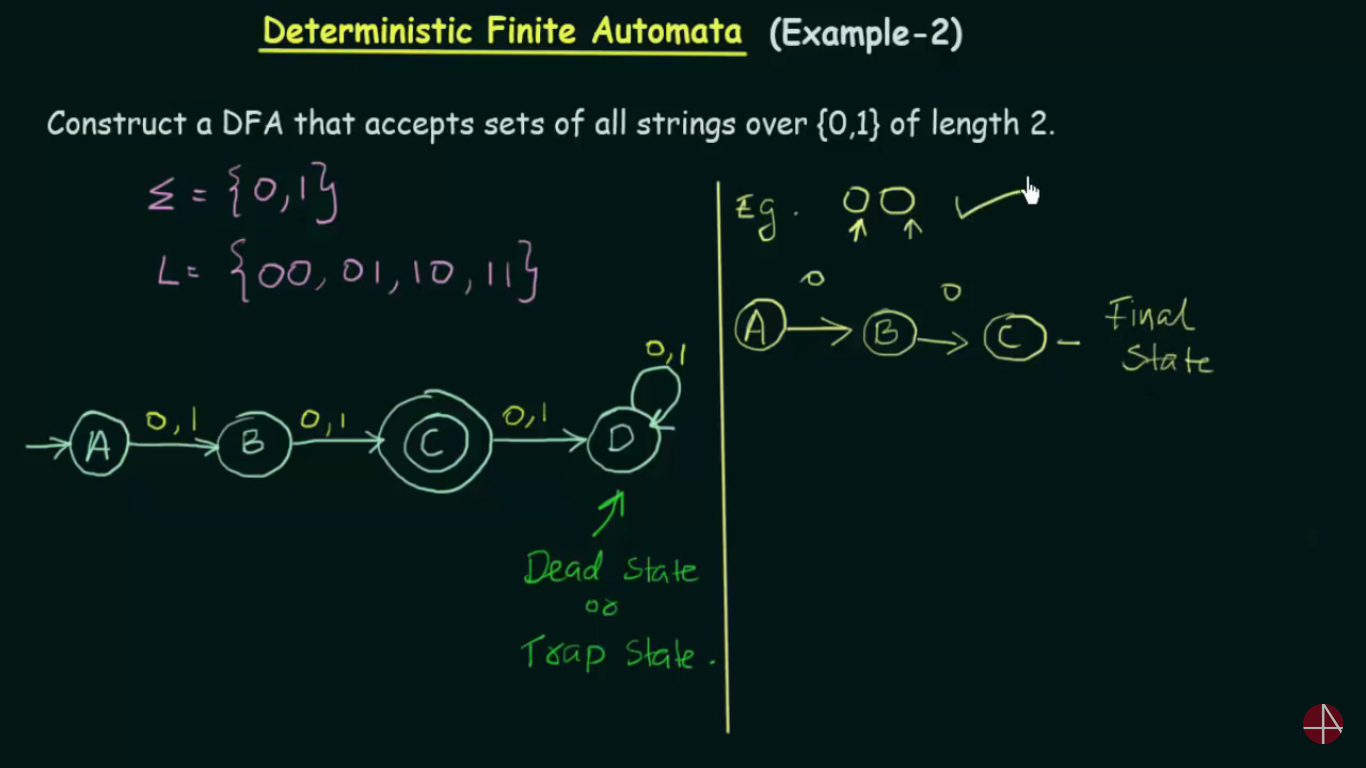 Deterministic Finite Automata (Example-2)
Construct a DFA that accepts sets of all strings over {0,1} of length 2.
Σ = {0,1}
L = {00, 01, 10, 11}
0,1
A 0,1 B 0,1 C 0,1 D
Dead State
or
Trap State.
Eg. 00
0 0
A B C - Final
State